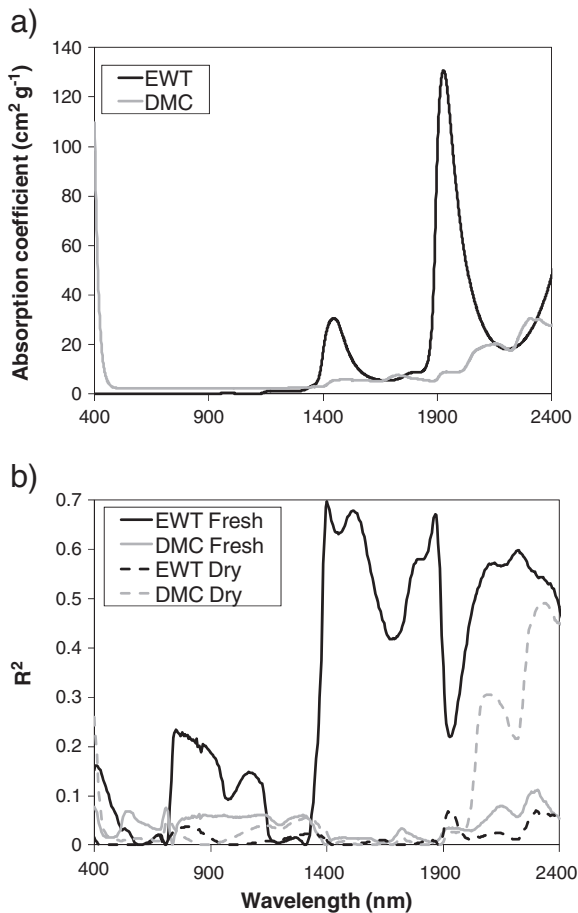 a)
140
120
100
80
60
40
20
0
Absorption coefficient (cm² g⁻¹)
EWT
DMC
400 900 1400 1900 2400
b)
0.7
0.6
0.5
0.4
0.3
0.2
0.1
0
R²
EWT Fresh
DMC Fresh
EWT Dry
DMC Dry
400 900 1400 1900 2400
Wavelength (nm)